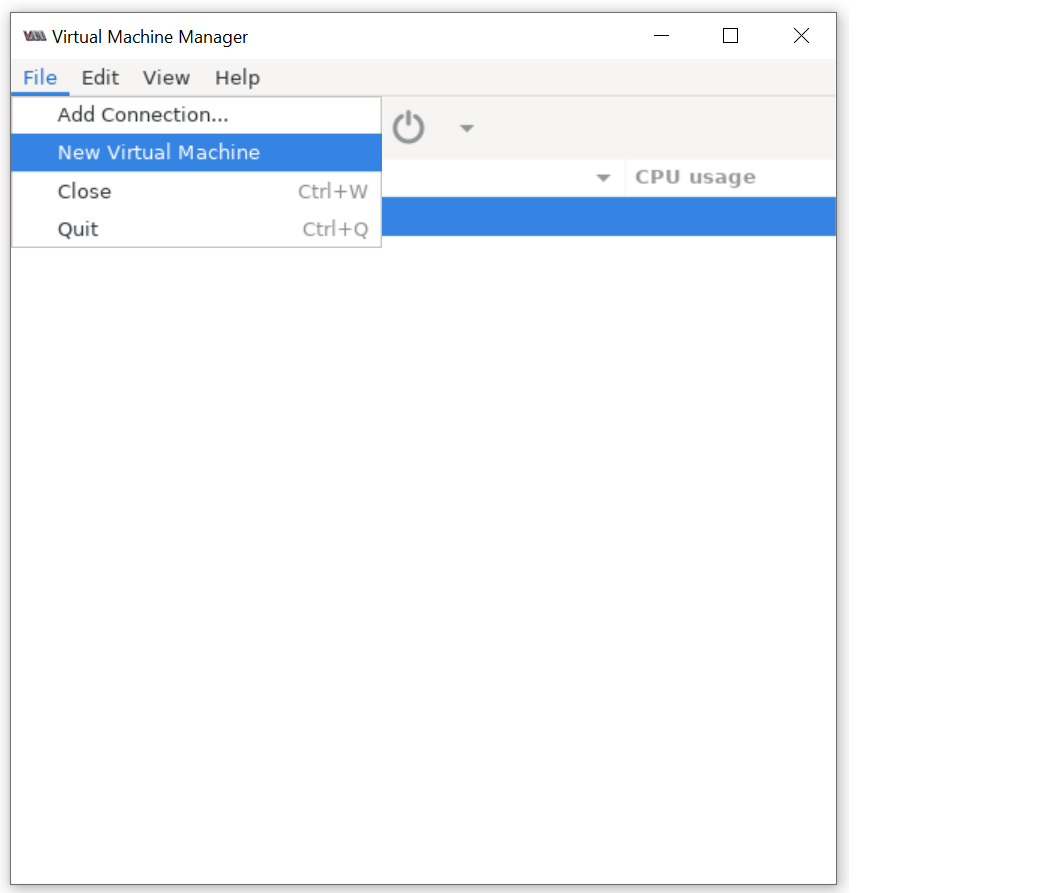 Virtual Machine Manager
File Edit View Help
Add Connection...
New Virtual Machine
CPU usage
Close Ctrl+W
Quit Ctrl+Q